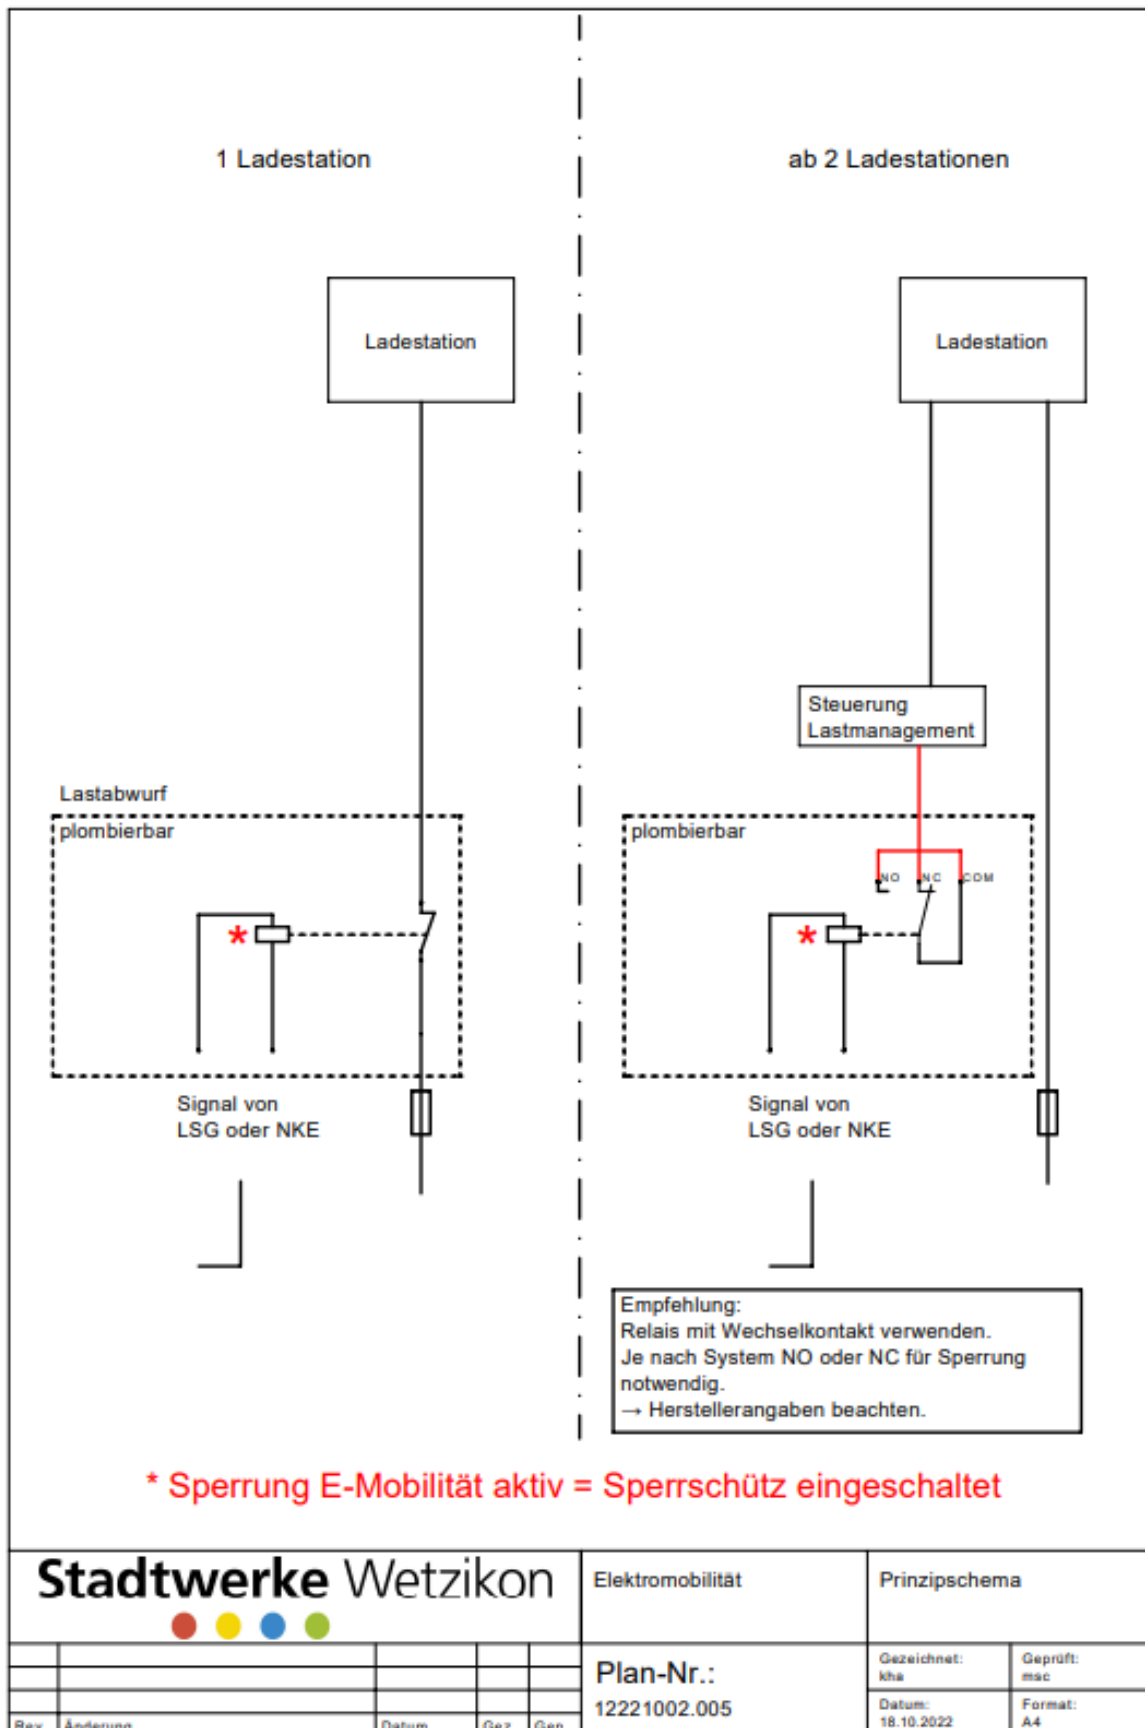 1 Ladestation
ab 2 Ladestationen
Ladestation
Ladestation
Steuerung
Lastmanagement
Lastabwurf
plombierbar
plombierbar
NO NC COM
*
*
Signal von
LSG oder NKE
Signal von
LSG oder NKE
Empfehlung:
Relais mit Wechselkontakt verwenden.
Je nach System NO oder NC für Sperrung
notwendig.
→ Herstellerangaben beachten.
* Sperrung E-Mobilität aktiv = Sperrschütz eingeschaltet
Stadtwerke Wetzikon
Elektromobilität
Prinzipschema
Plan-Nr.:
12221002.005
Gezeichnet:
kha
Geprüft:
msc
Datum:
18.10.2022
Format:
A4
Rev. Änderung Datum Gez. Gep.